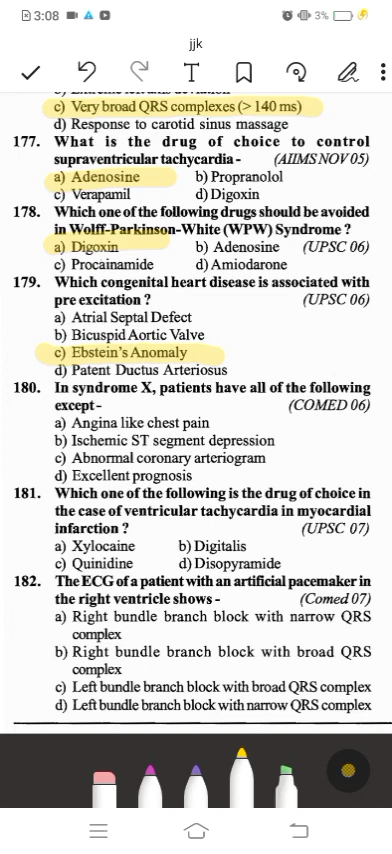 3:08
3%
jjk
T
c) Very broad QRS complexes (> 140 ms)
d) Response to carotid sinus massage
177. What is the drug of choice to control
supraventricular tachycardia - (AIIMS NOV 05)
a) Adenosine b) Propranolol
c) Verapamil d) Digoxin
178. Which one of the following drugs should be avoided
in Wolff-Parkinson-White (WPW) Syndrome ?
a) Digoxin b) Adenosine (UPSC 06)
c) Procainamide d) Amiodarone
179. Which congenital heart disease is associated with
pre excitation ? (UPSC 06)
a) Atrial Septal Defect
b) Bicuspid Aortic Valve
c) Ebstein's Anomaly
d) Patent Ductus Arteriosus
180. In syndrome X, patients have all of the following
except - (COMED 06)
a) Angina like chest pain
b) Ischemic ST segment depression
c) Abnormal coronary arteriogram
d) Excellent prognosis
181. Which one of the following is the drug of choice in
the case of ventricular tachycardia in myocardial
infarction ? (UPSC 07)
a) Xylocaine b) Digitalis
c) Quinidine d) Disopyramide
182. The ECG of a patient with an artificial pacemaker in
the right ventricle shows - (Comed 07)
a) Right bundle branch block with narrow QRS
complex
b) Right bundle branch block with broad QRS
complex
c) Left bundle branch block with broad QRS complex
d) Left bundle branch block with narrow QRS complex